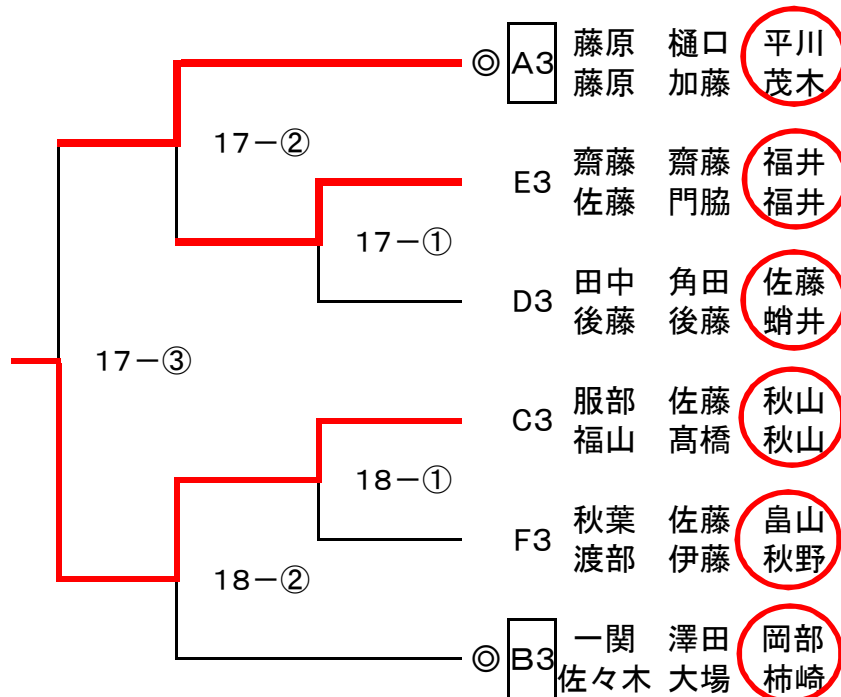 ◎ A3 藤原 樋口 平川
藤原 加藤 茂木
17－②
E3 齋藤 齋藤 福井
佐藤 門脇 福井
17－①
D3 田中 角田 佐藤
後藤 後藤 蛸井
17－③
C3 服部 佐藤 秋山
福山 髙橋 秋山
18－①
F3 秋葉 佐藤 畠山
渡部 伊藤 秋野
18－②
◎ B3 一関 澤田 岡部
佐々木 大場 柿崎